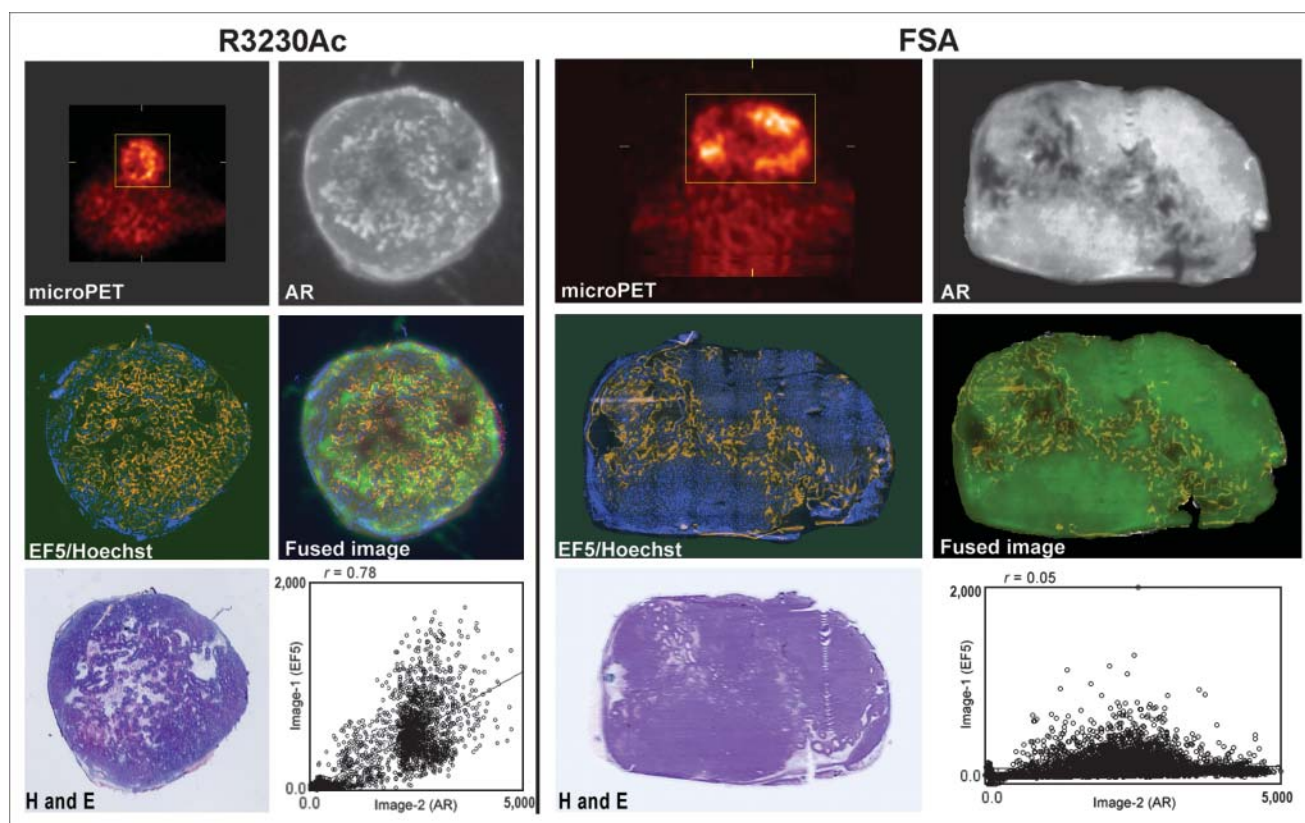 R3230Ac
FSA
microPET
AR
microPET
AR
EF5/Hoechst
Fused image
EF5/Hoechst
Fused image
H and E
r = 0.78
2,000
Image-1 (EF5)
0.0
0.0
Image-2 (AR)
5,000
H and E
r = 0.05
2,000
Image-1 (EF5)
0.0
0.0
Image-2 (AR)
5,000